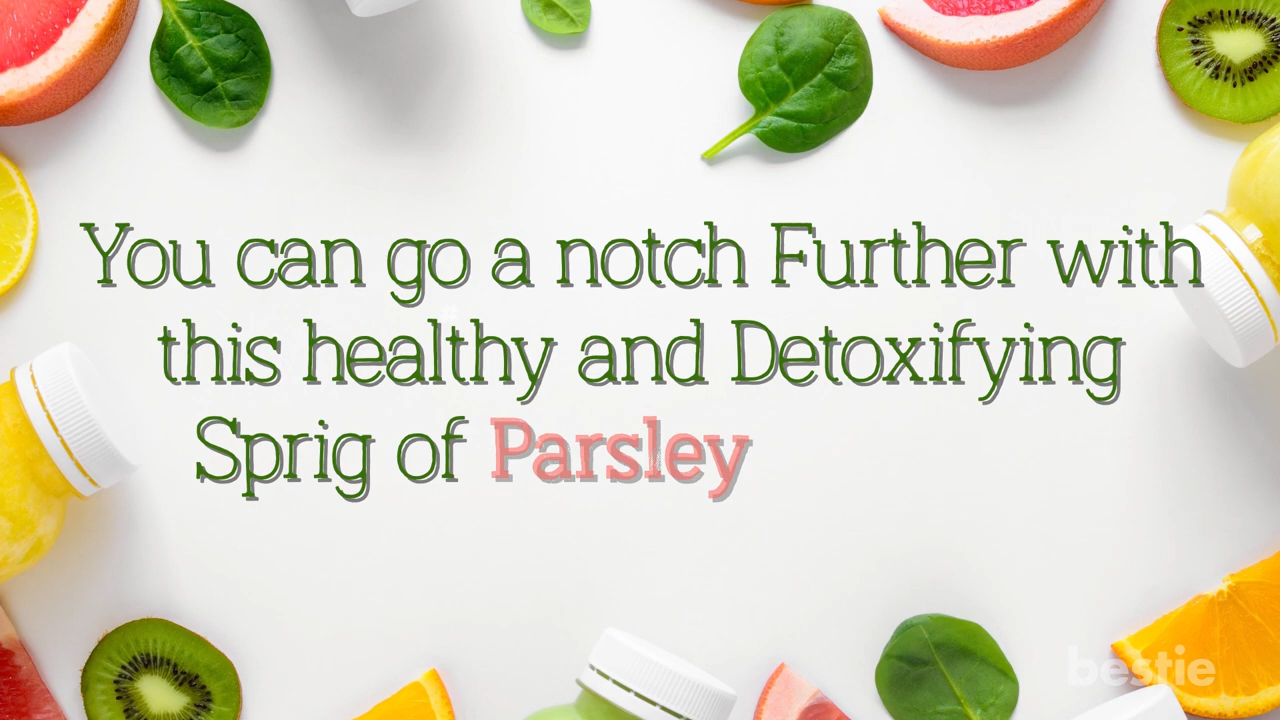 You can go a notch Further with
this healthy and Detoxifying
Sprig of Parsley
bestie